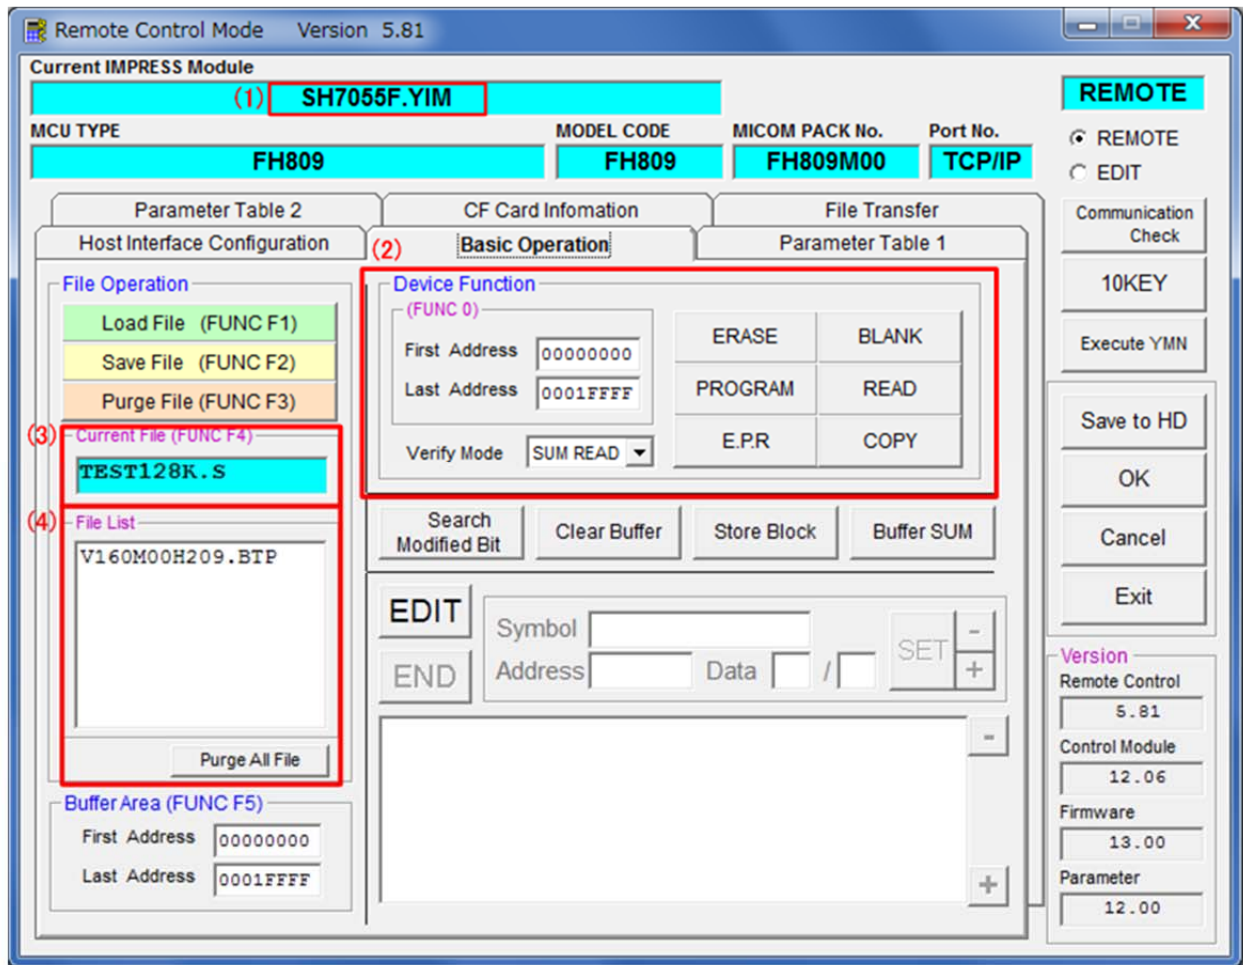 Remote Control Mode Version 5.81
Current IMPRESS Module
(1) SH7055F.YIM
REMOTE
MCU TYPE MODEL CODE MICOM PACK No. Port No.
FH809 FH809 FH809M00 TCP/IP
REMOTE
EDIT
Parameter Table 2 CF Card Infomation File Transfer
Host Interface Configuration (2) Basic Operation Parameter Table 1
Communication
Check
10KEY
Execute YMN
Save to HD
OK
Cancel
Exit
File Operation
Load File (FUNC F1)
Save File (FUNC F2)
Purge File (FUNC F3)
(3) Current File (FUNC F4)
TEST128K.S
(4) File List
V160M00H209.BTP
Purge All File
Buffer Area (FUNC F5)
First Address 00000000
Last Address 0001FFFF
Device Function
(FUNC 0)
First Address 00000000
Last Address 0001FFFF
Verify Mode SUM READ
ERASE BLANK
PROGRAM READ
E.P.R COPY
Search
Modified Bit
Clear Buffer Store Block Buffer SUM
EDIT
END
Symbol
Address Data /
SET
-
+
-
+
Version
Remote Control
5.81
Control Module
12.06
Firmware
13.00
Parameter
12.00